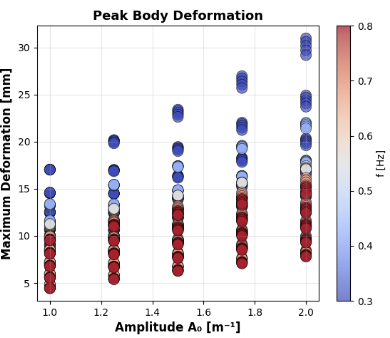 Peak Body Deformation
Maximum Deformation [mm]
30
25
20
15
10
5
1.0 1.2 1.4 1.6 1.8 2.0
Amplitude A₀ [m⁻¹]
0.8
0.7
0.6
0.5
0.4
0.3
f [Hz]